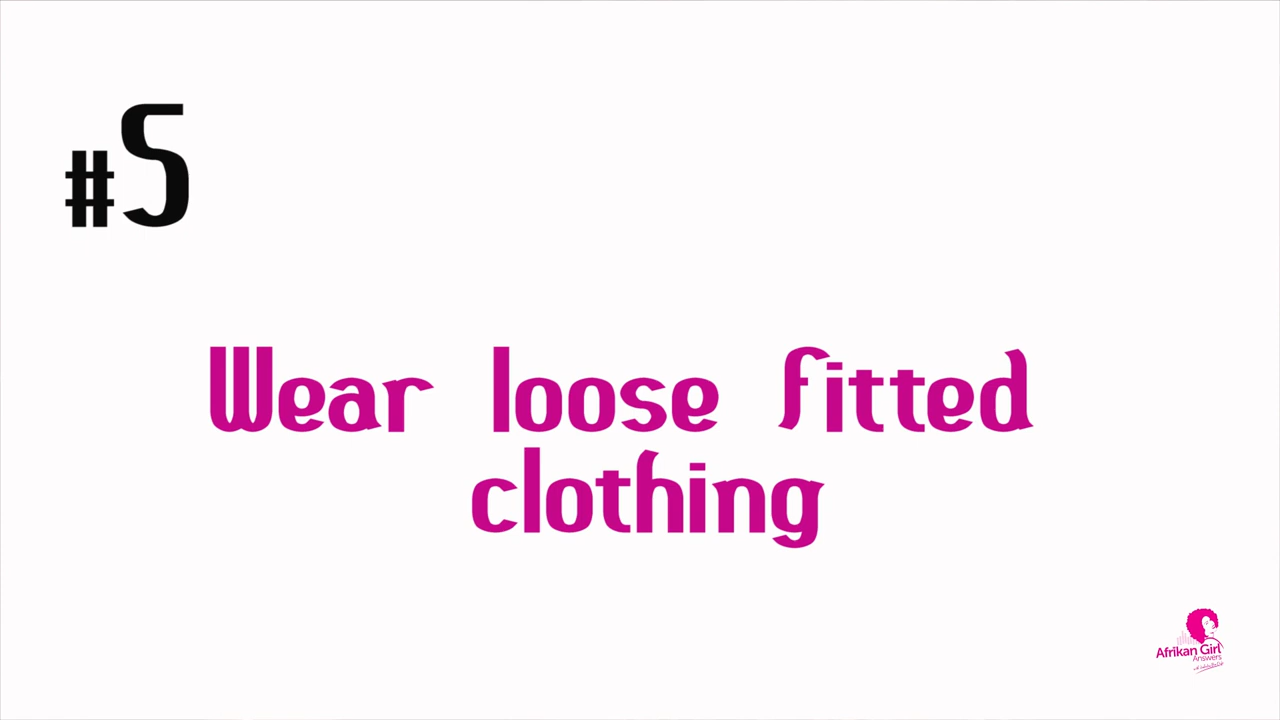 #5
Wear loose fitted
clothing
Afrikan Girl
Answers